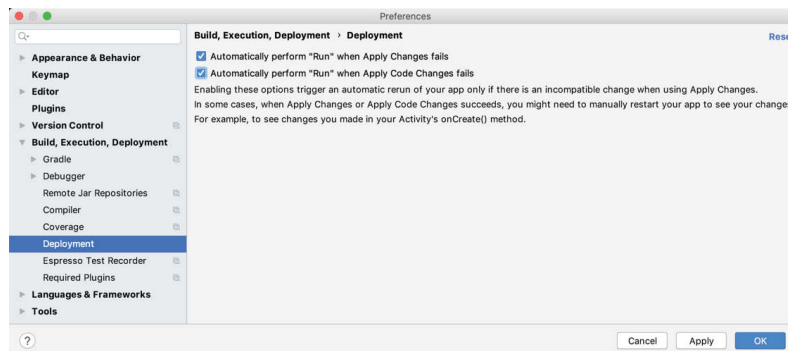 Preferences
Build, Execution, Deployment › Deployment
Appearance & Behavior
Keymap
Editor
Plugins
Version Control
Build, Execution, Deployment
Gradle
Debugger
Remote Jar Repositories
Compiler
Coverage
Deployment
Espresso Test Recorder
Required Plugins
Languages & Frameworks
Tools
Automatically perform "Run" when Apply Changes fails
Automatically perform "Run" when Apply Code Changes fails
Enabling these options trigger an automatic rerun of your app only if there is an incompatible change when using Apply Changes.
In some cases, when Apply Changes or Apply Code Changes succeeds, you might need to manually restart your app to see your change
For example, to see changes you made in your Activity's onCreate() method.
?
Cancel
Apply
OK